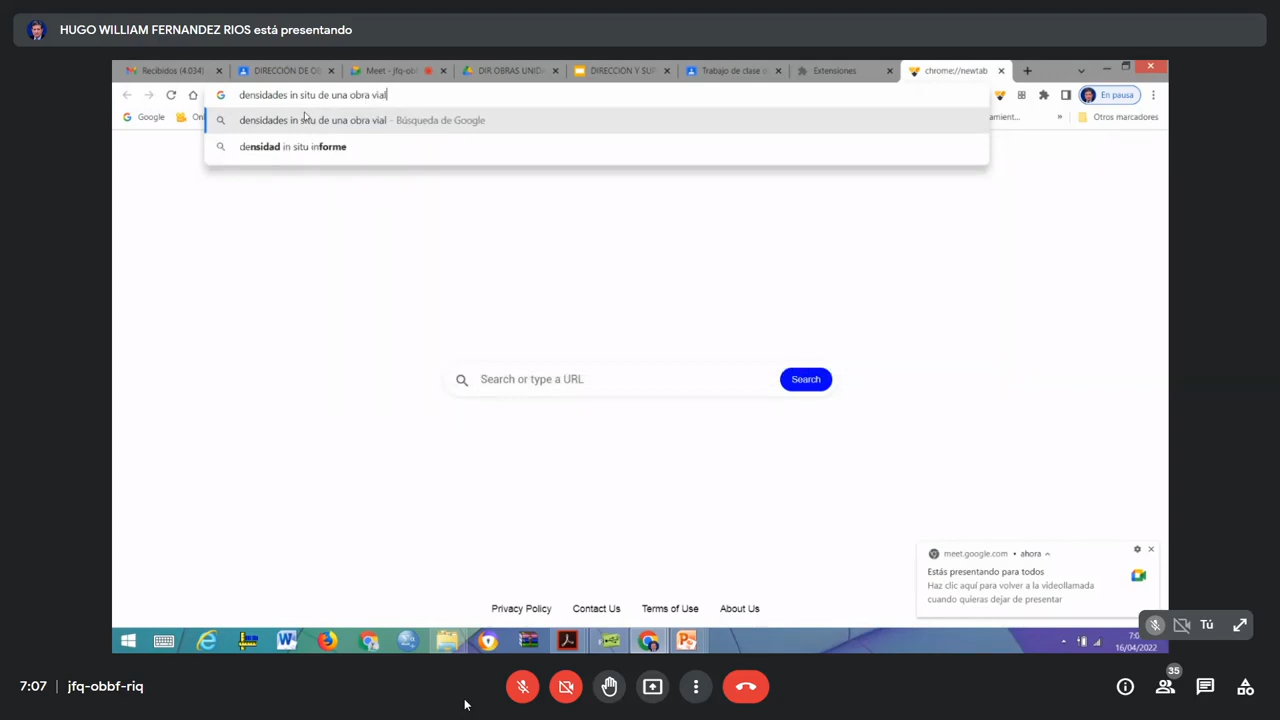 HUGO WILLIAM FERNANDEZ RIOS está presentando
Recibidos (4.034)
DIRECCIÓN DE OB
Meet - jfq-obb
DIR.OBRAS UNID
DIRECCION Y SUP
Trabajo de clase d
Extensiones
chrome://newtab
densidades in situ de una obra vial
En pausa
Google
Otros marcadores
densidades in situ de una obra vial - Búsqueda de Google
densidad in situ informe
Search or type a URL
Search
meet.google.com • ahora
Estás presentando para todos
Haz clic aquí para volver a la videollamada
cuando quieras dejar de presentar
Privacy Policy
Contact Us
Terms of Use
About Us
Tú
16/04/2022
7:07
jfq-obbf-riq
35